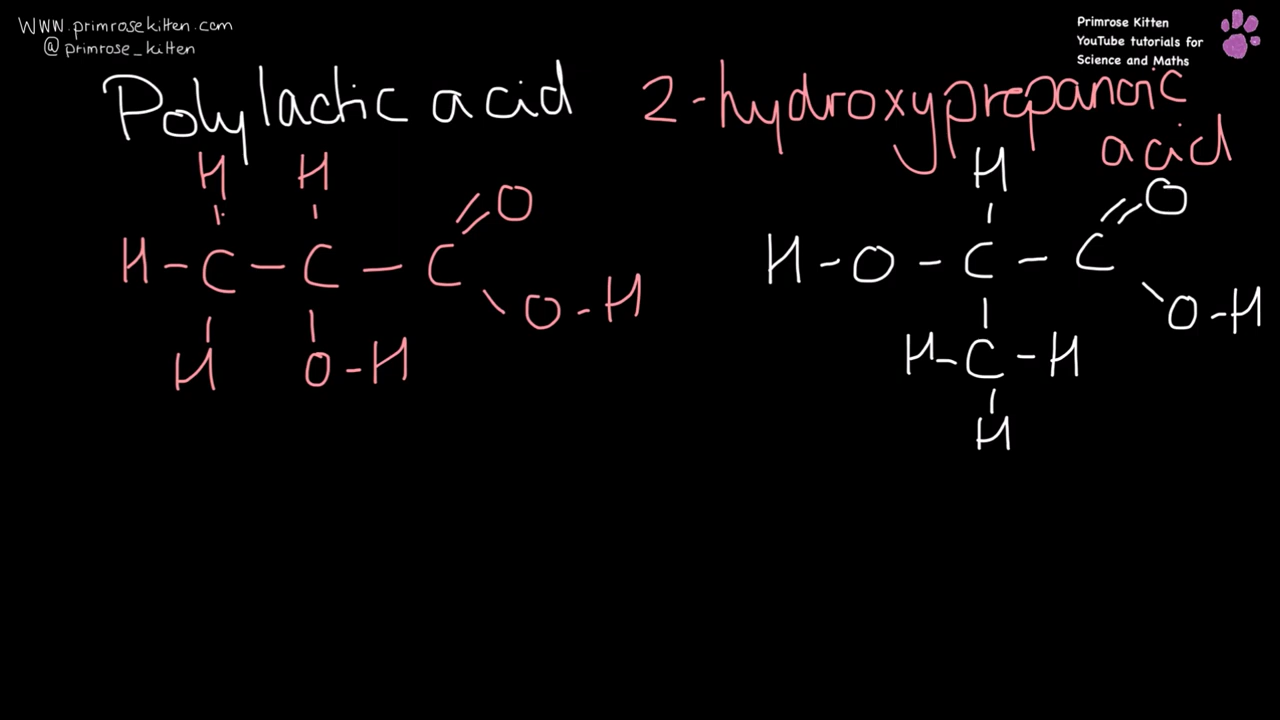 www.primrosekitten.com
@primrose_kitten
Primrose Kitten
YouTube tutorials for
Science and Maths
Polylactic acid 2-hydroxypropanoic
acid
H H H
O O
H-C-C-C H-O-C-C
O-H O-H
H O-H H-C-H
H